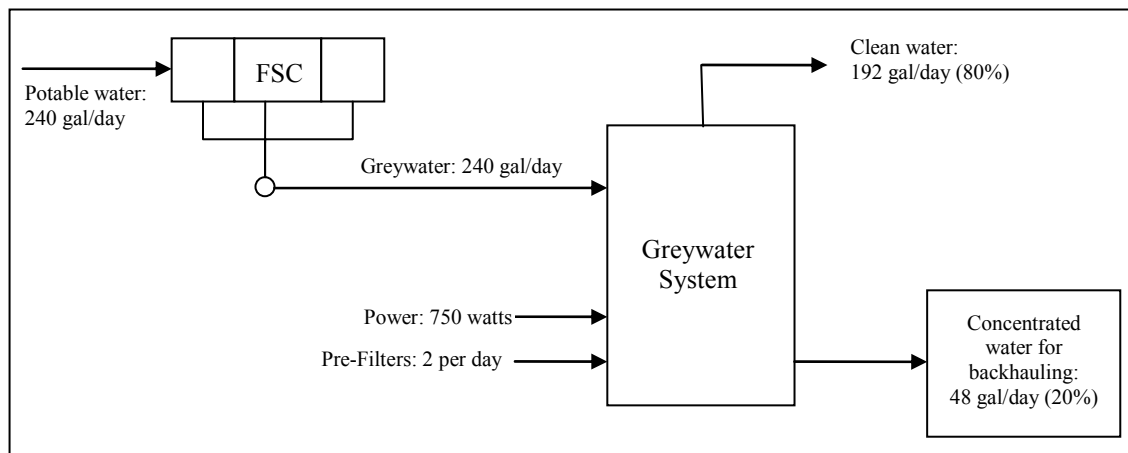 Potable water:
240 gal/day
FSC
Greywater: 240 gal/day
Clean water:
192 gal/day (80%)
Greywater
System
Power: 750 watts
Pre-Filters: 2 per day
Concentrated
water for
backhauling:
48 gal/day (20%)